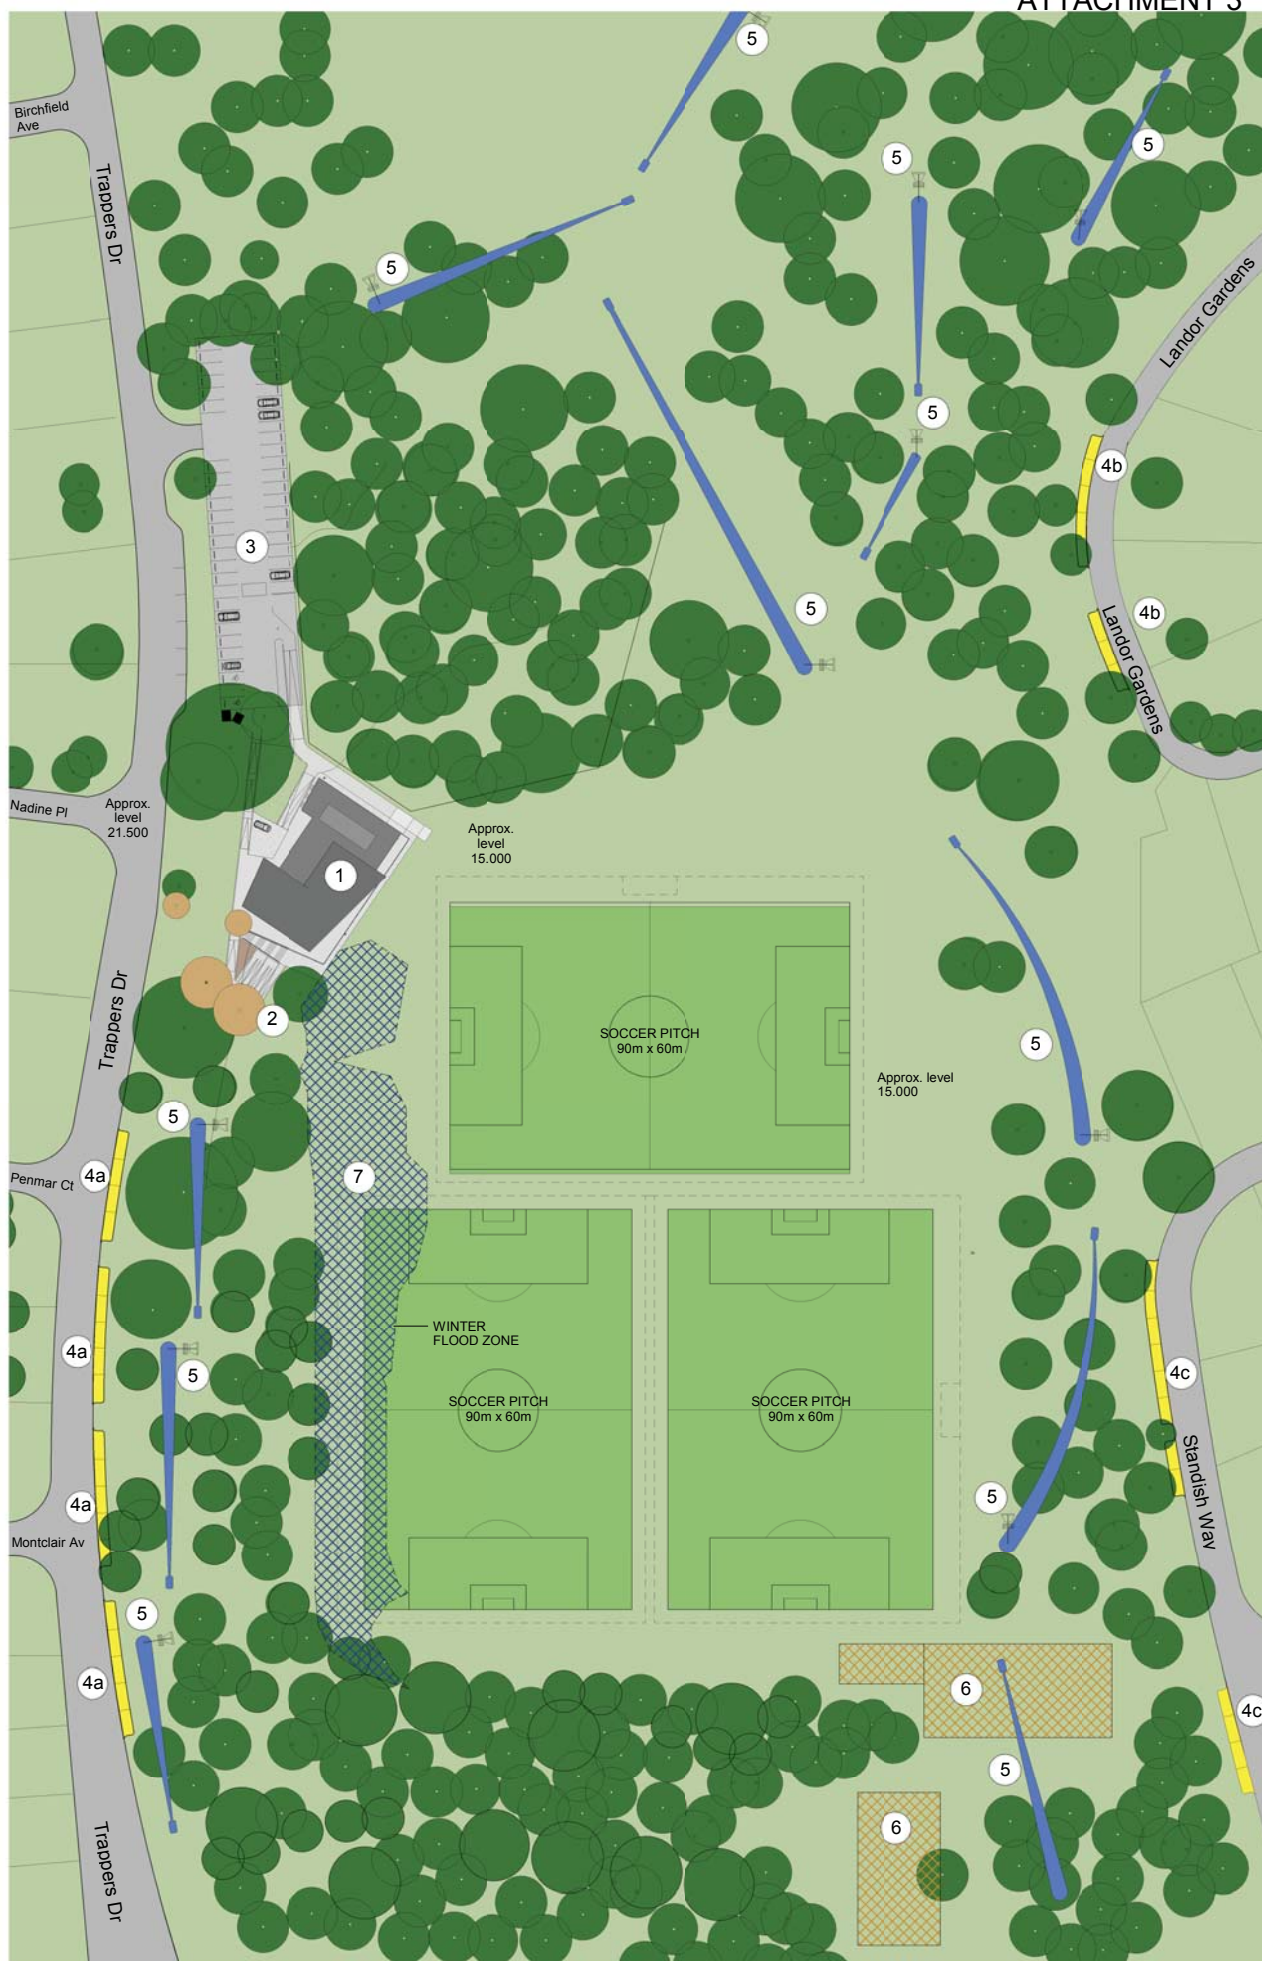 ATTACHMENT 3
5
Birchfield
Ave
5
5
Trappers Dr
5
Landor Gardens
5
4b
3
5
4b
Landor Gardens
Nadine Pl
Approx.
level
21.500
Approx.
level
15.000
1
Trappers Dr
2
SOCCER PITCH
90m x 60m
5
Approx. level
15.000
5
4a
Penmar Ct
7
WINTER
FLOOD ZONE
4a
5
4c
SOCCER PITCH
90m x 60m
SOCCER PITCH
90m x 60m
Standish Way
5
4a
Montclair Av
5
4a
6
4c
5
6
Trappers Dr